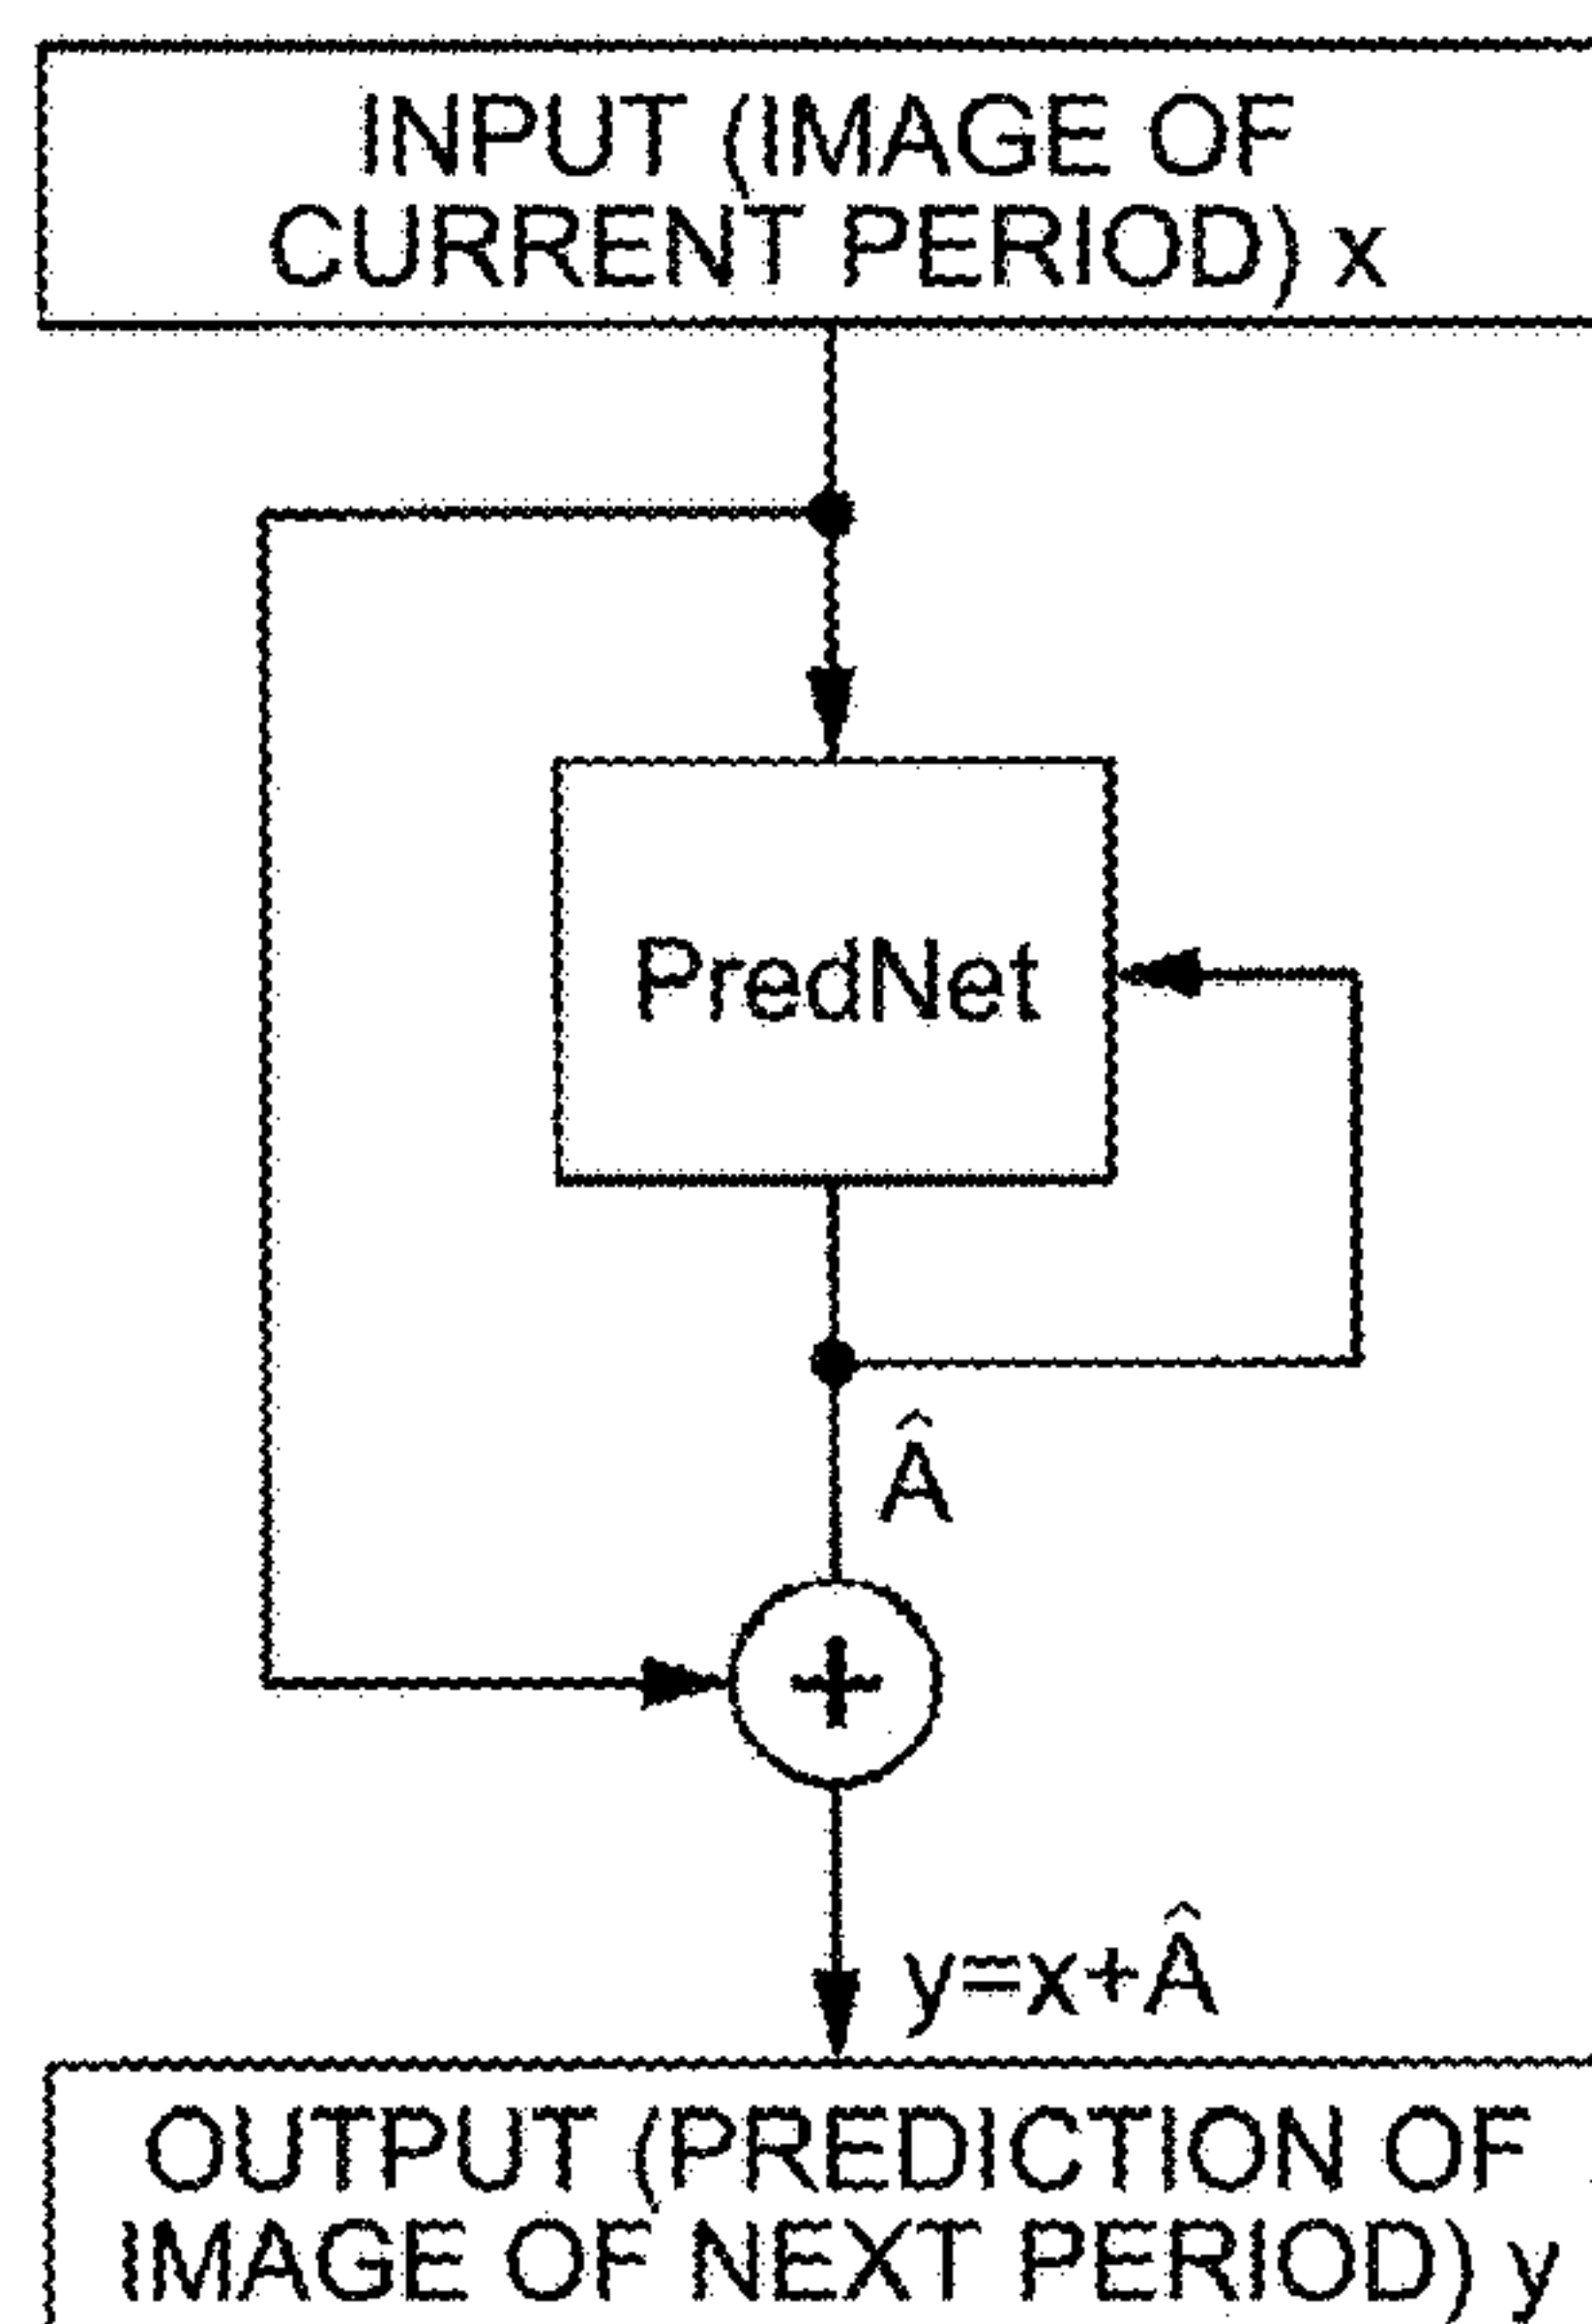 INPUT (IMAGE OF
CURRENT PERIOD) x
PredNet
Â
+
y=x+Â
OUTPUT (PREDICTION OF
IMAGE OF NEXT PERIOD) y